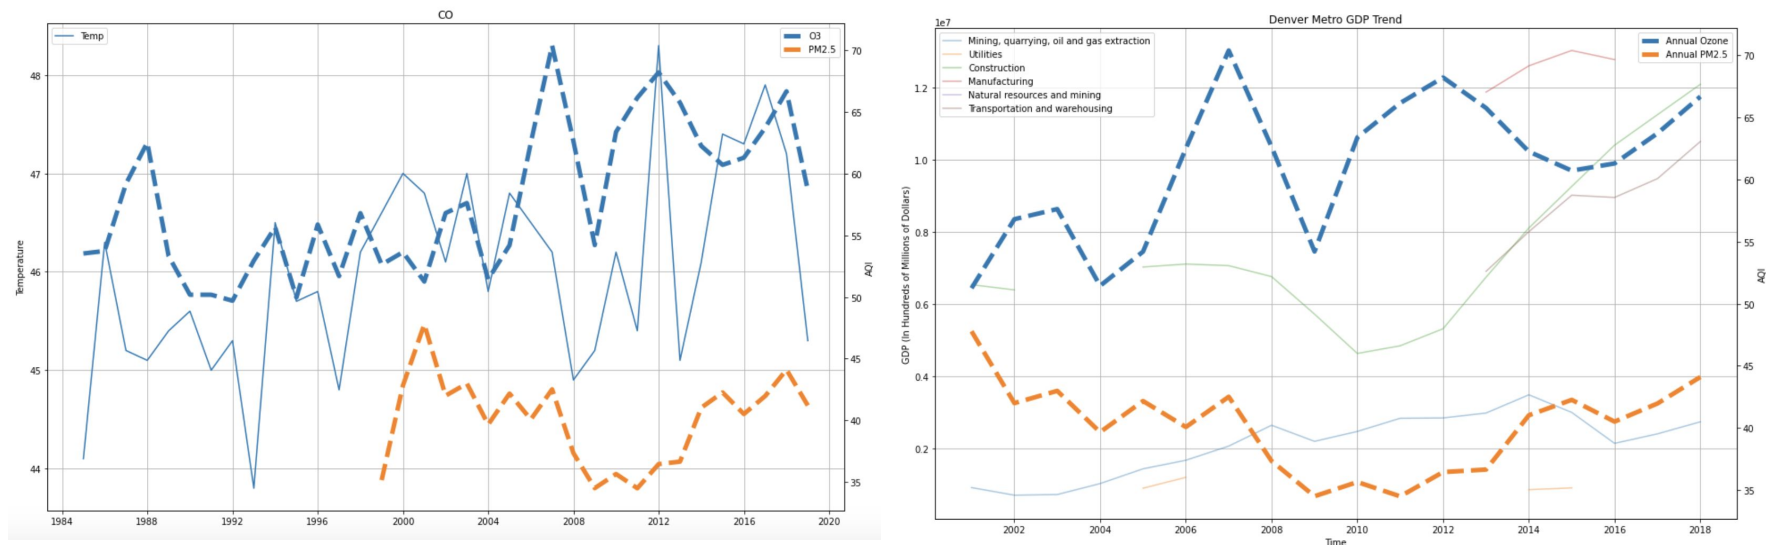 CO
Temp
O3
PM2.5
48
47
46
45
44
Temperature
70
65
60
55
50
45
40
35
AQI
1984 1988 1992 1996 2000 2004 2008 2012 2016 2020
Denver Metro GDP Trend
1e7
Mining, quarrying, oil and gas extraction
Utilities
Construction
Manufacturing
Natural resources and mining
Transportation and warehousing
Annual Ozone
Annual PM2.5
1.2
1.0
0.8
0.6
0.4
0.2
GDP (In Hundreds of Millions of Dollars)
70
65
60
55
50
45
40
35
AQI
2002 2004 2006 2008 2010 2012 2014 2016 2018
Time